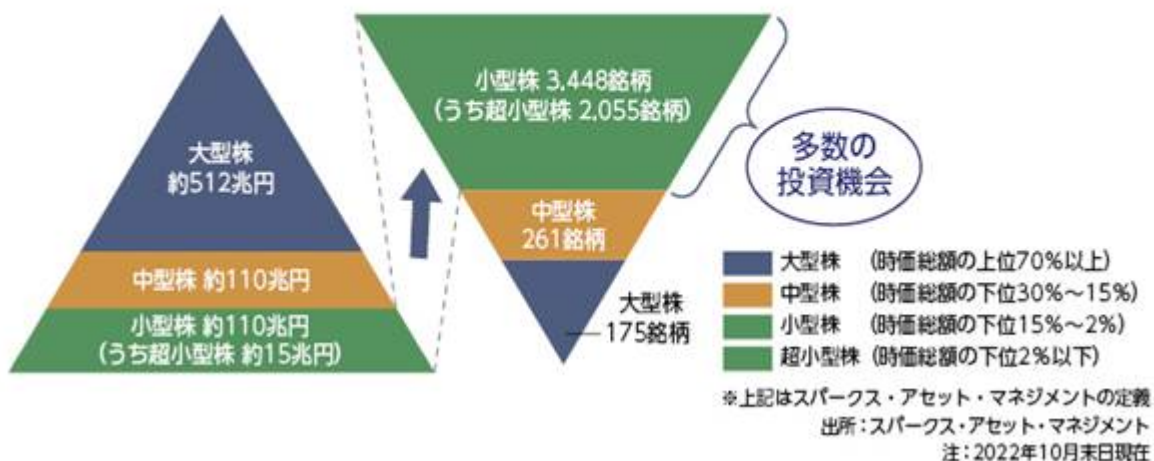 大型株
約512兆円
中型株 約110兆円
小型株 約110兆円
(うち超小型株 約15兆円)
小型株 3,448銘柄
(うち超小型株 2,055銘柄)
中型株
261銘柄
大型株
175銘柄
多数の
投資機会
大型株 (時価総額の上位70%以上)
中型株 (時価総額の下位30%~15%)
小型株 (時価総額の下位15%~2%)
超小型株 (時価総額の下位2%以下)
※上記はスパークス・アセット・マネジメントの定義
出所:スパークス・アセット・マネジメント
注:2022年10月末日現在